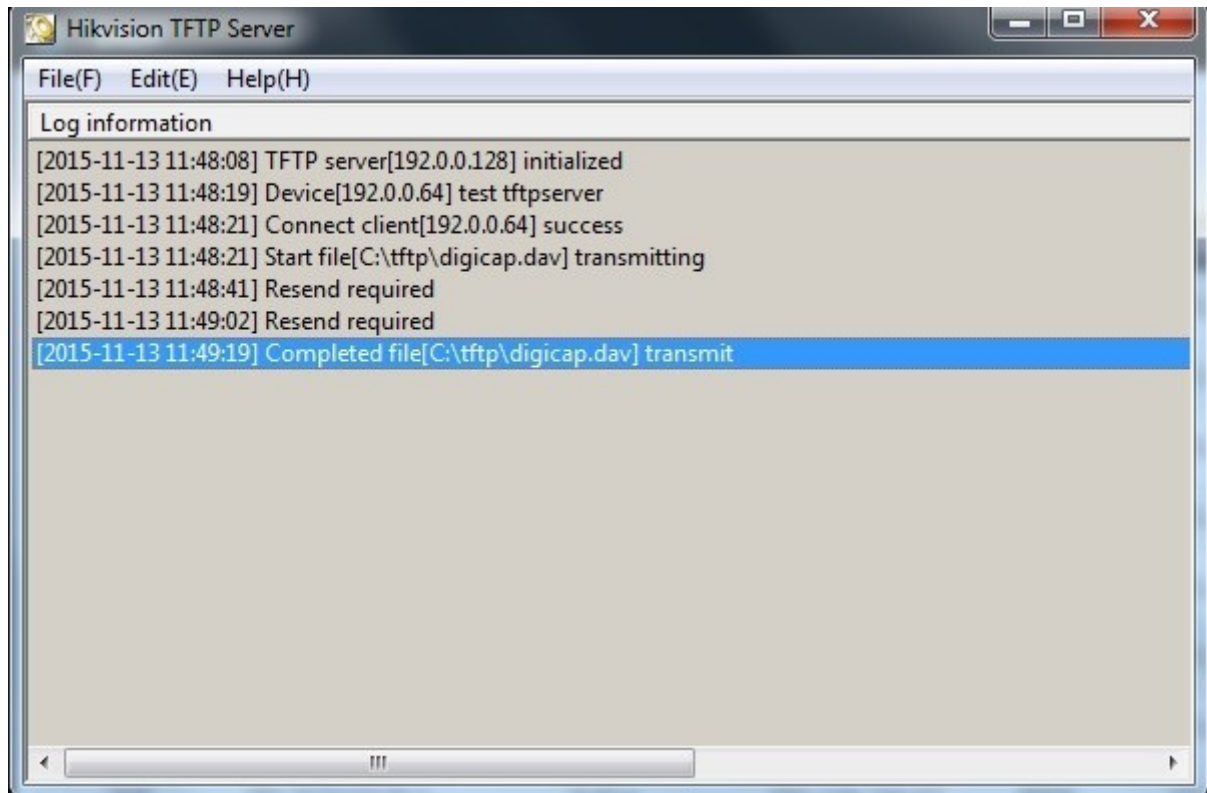 Hikvision TFTP Server
File(F) Edit(E) Help(H)
Log information
[2015-11-13 11:48:08] TFTP server[192.0.0.128] initialized
[2015-11-13 11:48:19] Device[192.0.0.64] test tftpserver
[2015-11-13 11:48:21] Connect client[192.0.0.64] success
[2015-11-13 11:48:21] Start file[C:\tftp\digicap.dav] transmitting
[2015-11-13 11:48:41] Resend required
[2015-11-13 11:49:02] Resend required
[2015-11-13 11:49:19] Completed file[C:\tftp\digicap.dav] transmit